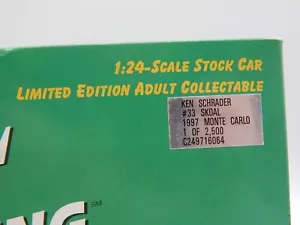 1:24-Scale Stock Car
Limited Edition Adult Collectable
KEN SCHRADER
#33 SKOAL
1997 MONTE CARLO
1 OF 2,500
C249716064
SM